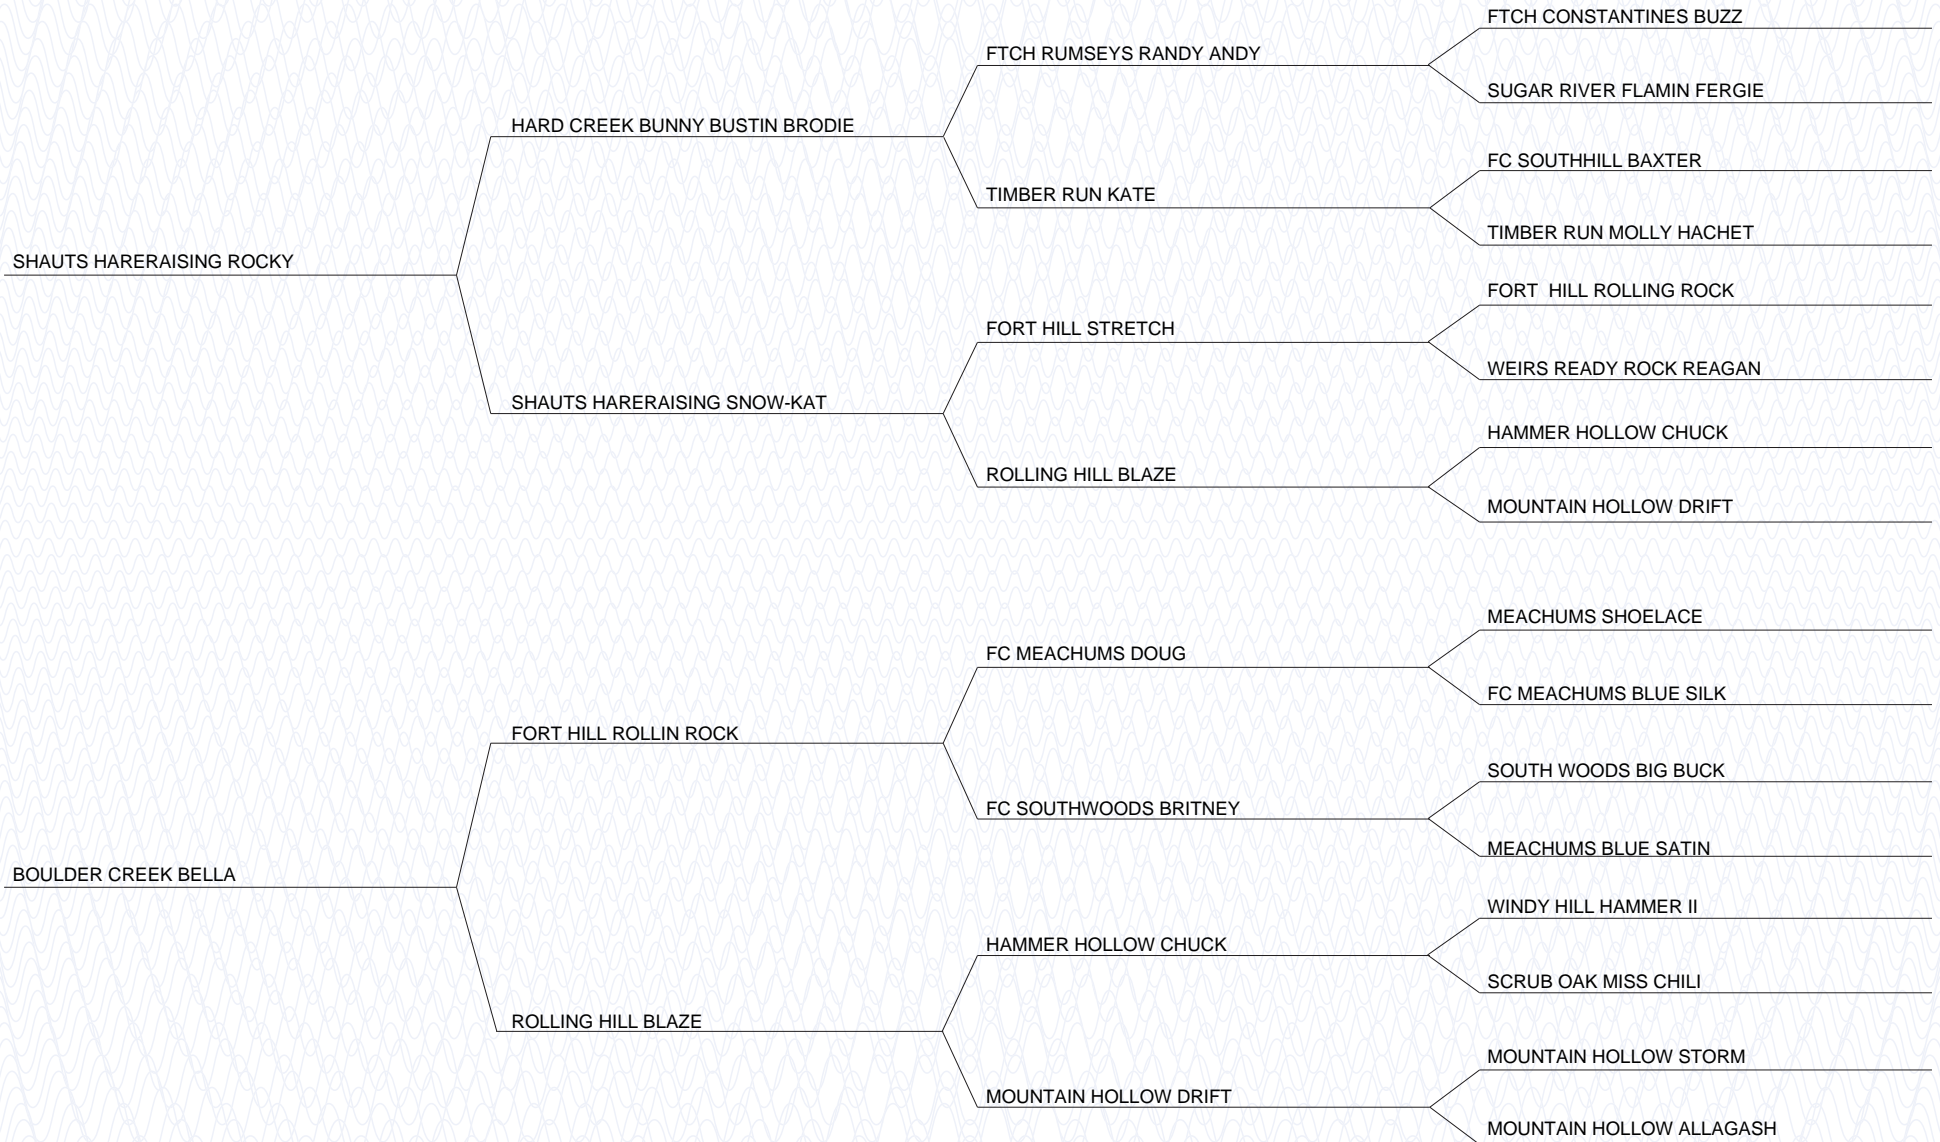 FTCH CONSTANTINES BUZZ
FTCH RUMSEYS RANDY ANDY
SUGAR RIVER FLAMIN FERGIE
HARD CREEK BUNNY BUSTIN BRODIE
FC SOUTHHILL BAXTER
TIMBER RUN KATE
TIMBER RUN MOLLY HACHET
SHAUTS HARERAISING ROCKY
FORT  HILL ROLLING ROCK
FORT HILL STRETCH
WEIRS READY ROCK REAGAN
SHAUTS HARERAISING SNOW-KAT
HAMMER HOLLOW CHUCK
ROLLING HILL BLAZE
MOUNTAIN HOLLOW DRIFT
MEACHUMS SHOELACE
FC MEACHUMS DOUG
FC MEACHUMS BLUE SILK
FORT HILL ROLLIN ROCK
SOUTH WOODS BIG BUCK
FC SOUTHWOODS BRITNEY
MEACHUMS BLUE SATIN
BOULDER CREEK BELLA
WINDY HILL HAMMER II
HAMMER HOLLOW CHUCK
SCRUB OAK MISS CHILI
ROLLING HILL BLAZE
MOUNTAIN HOLLOW STORM
MOUNTAIN HOLLOW DRIFT
MOUNTAIN HOLLOW ALLAGASH